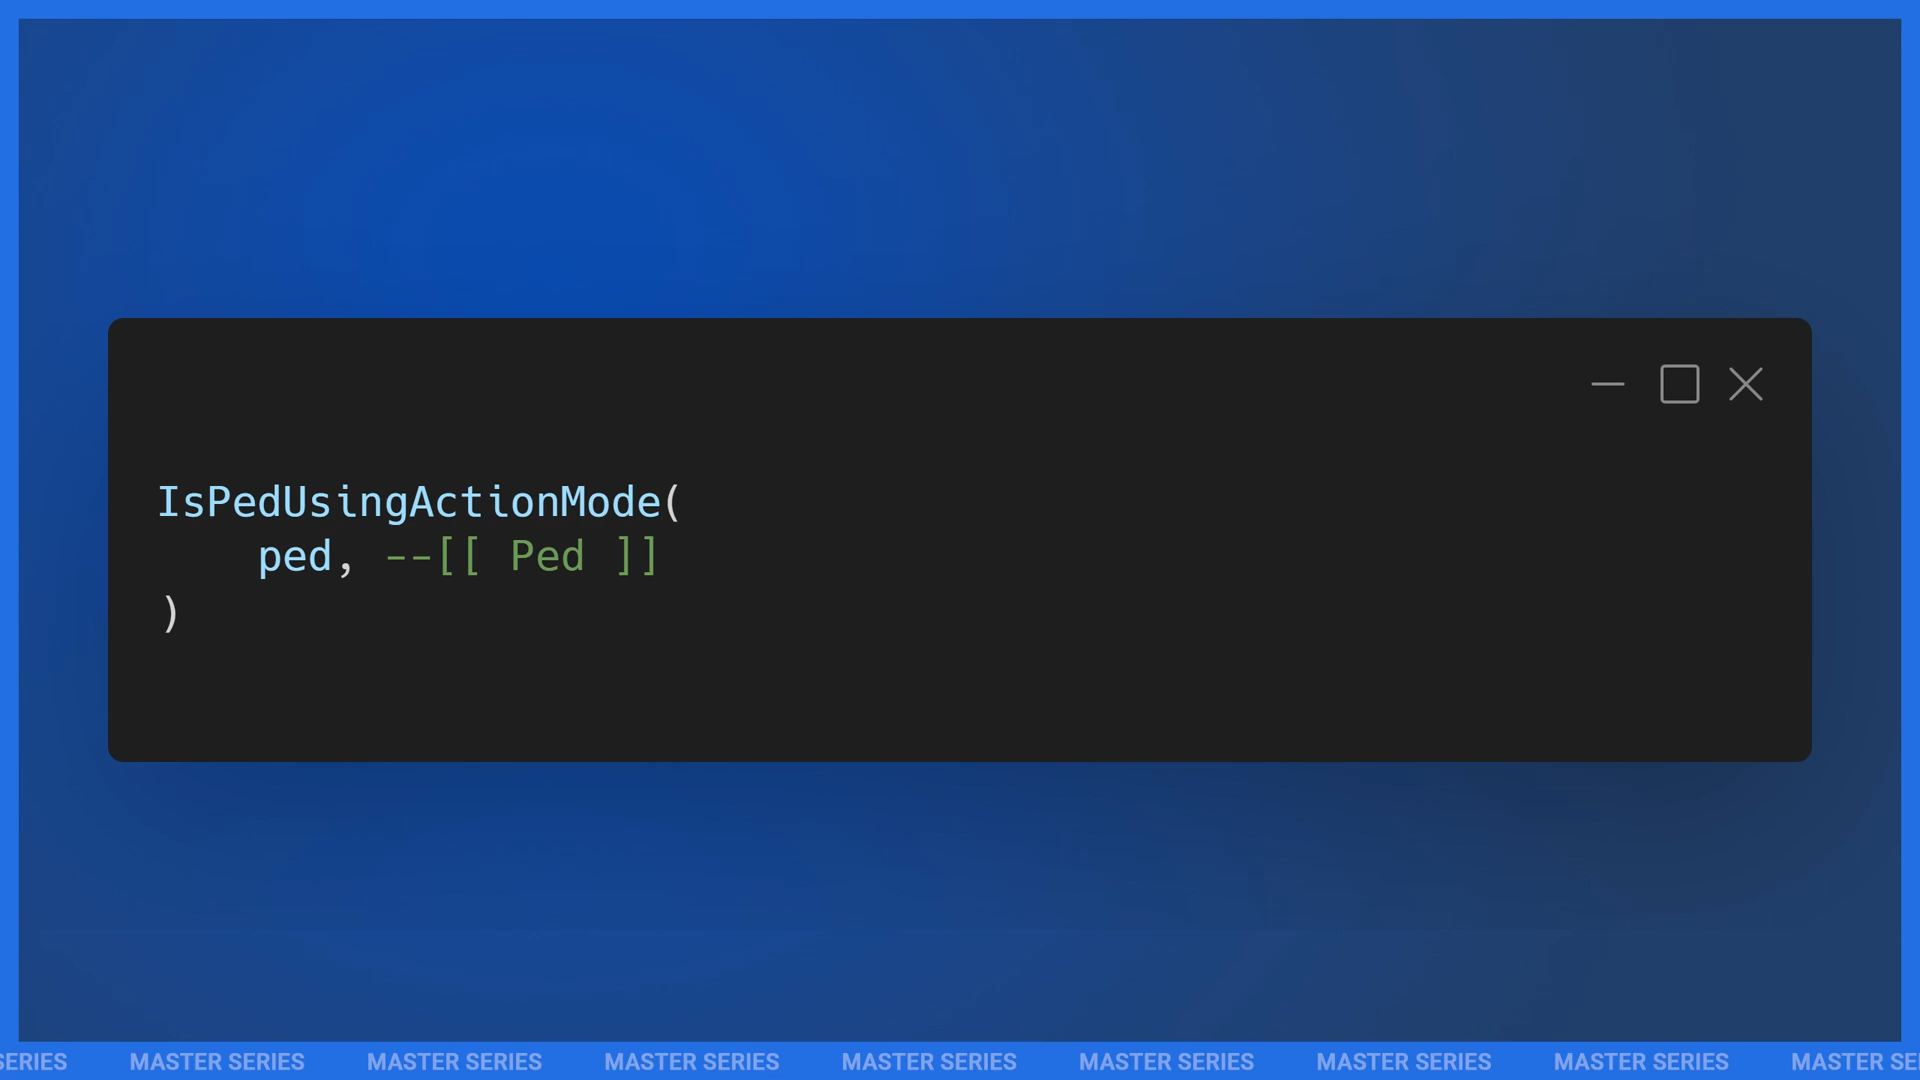 IsPedUsingActionMode(
    ped, --[[ Ped ]]
)
SERIES MASTER SERIES MASTER SERIES MASTER SERIES MASTER SERIES MASTER SERIES MASTER SERIES MASTER SERIES MASTER SE